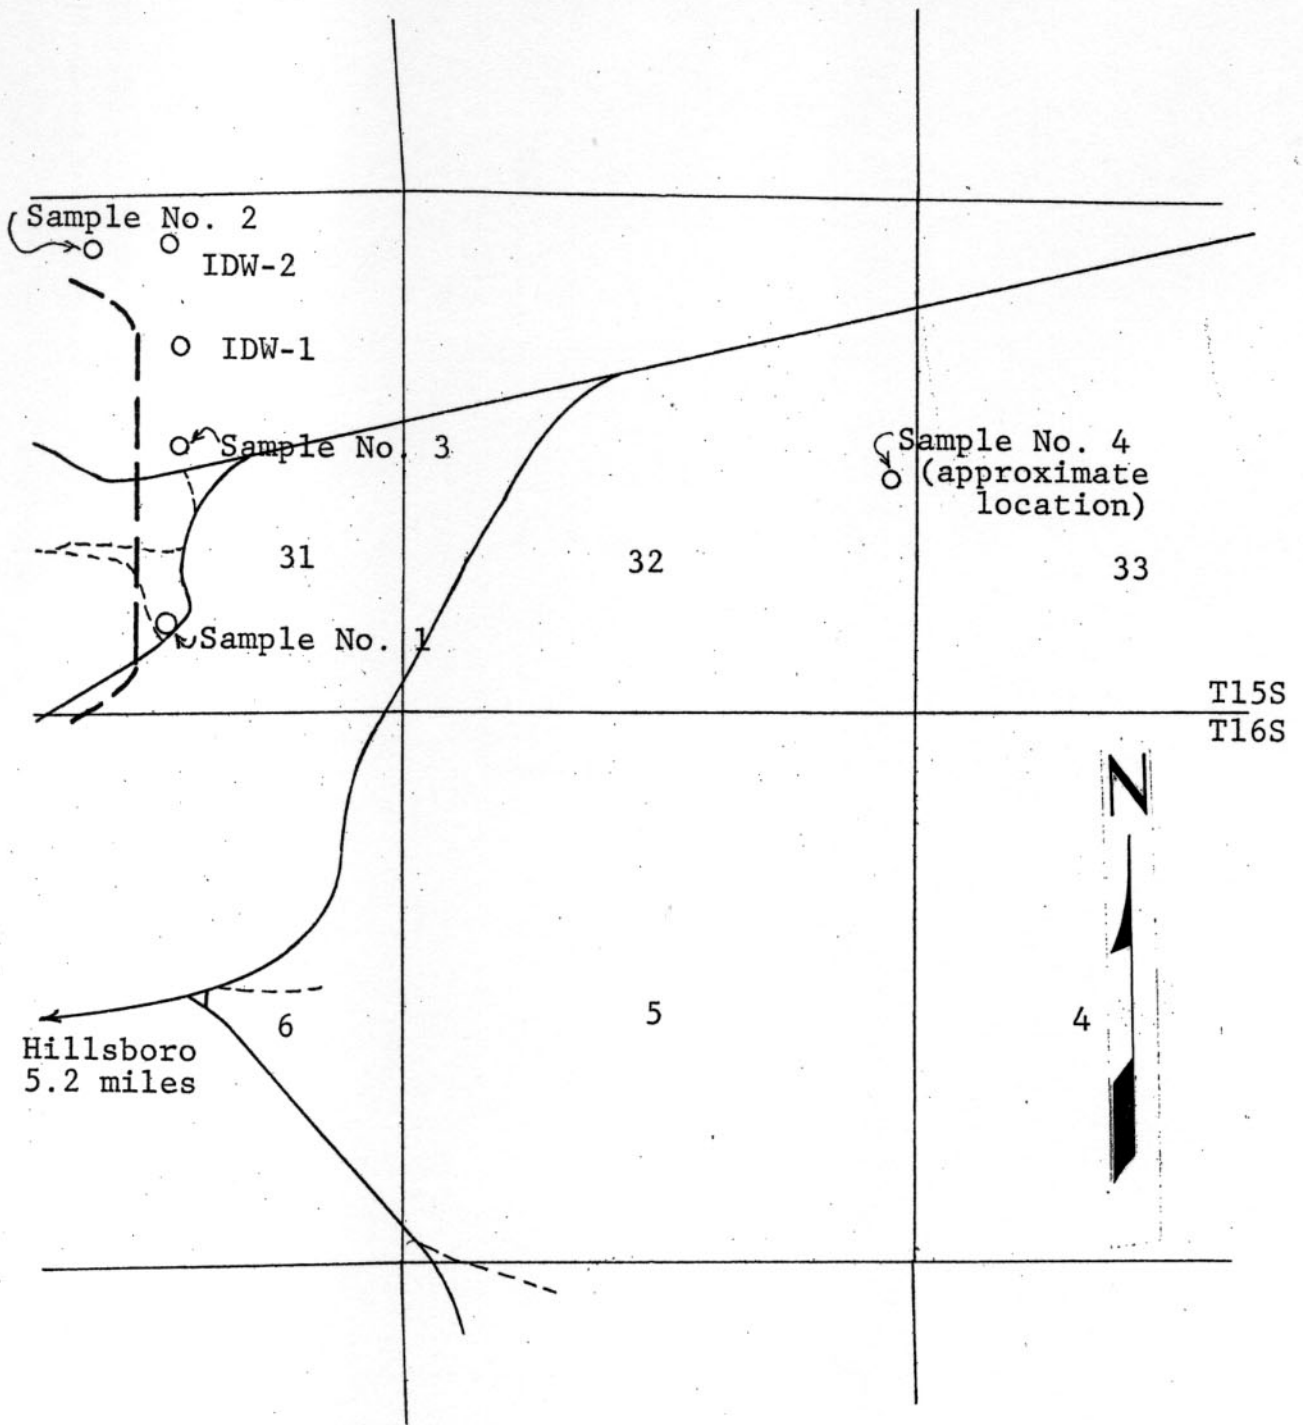 Sample No. 2
IDW-2
IDW-1
Sample No. 3
Sample No. 4
(approximate
location)
31
32
33
Sample No. 1
T15S
T16S
N
6
5
4
Hillsboro
5.2 miles